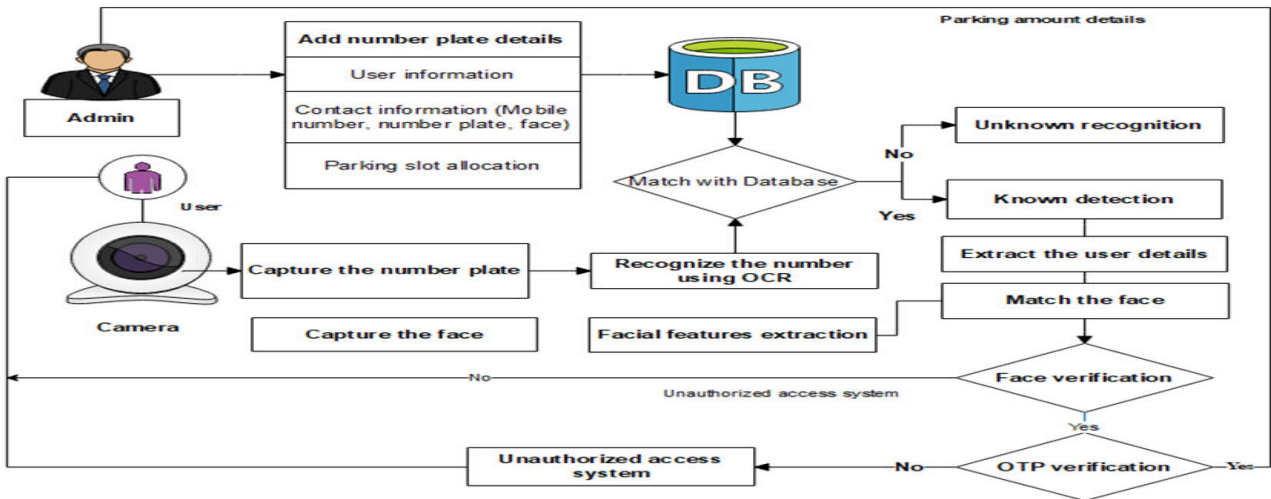 Parking amount details
Add number plate details
User information
Contact information (Mobile
number, number plate, face)
Parking slot allocation
Admin
DB
Unknown recognition
No
Match with Database
Yes
Known detection
User
Extract the user details
Capture the number plate
Recognize the number
using OCR
Match the face
Camera
Capture the face
Facial features extraction
No
Face verification
Unauthorized access system
Yes
Unauthorized access
system
No
OTP verification
Yes